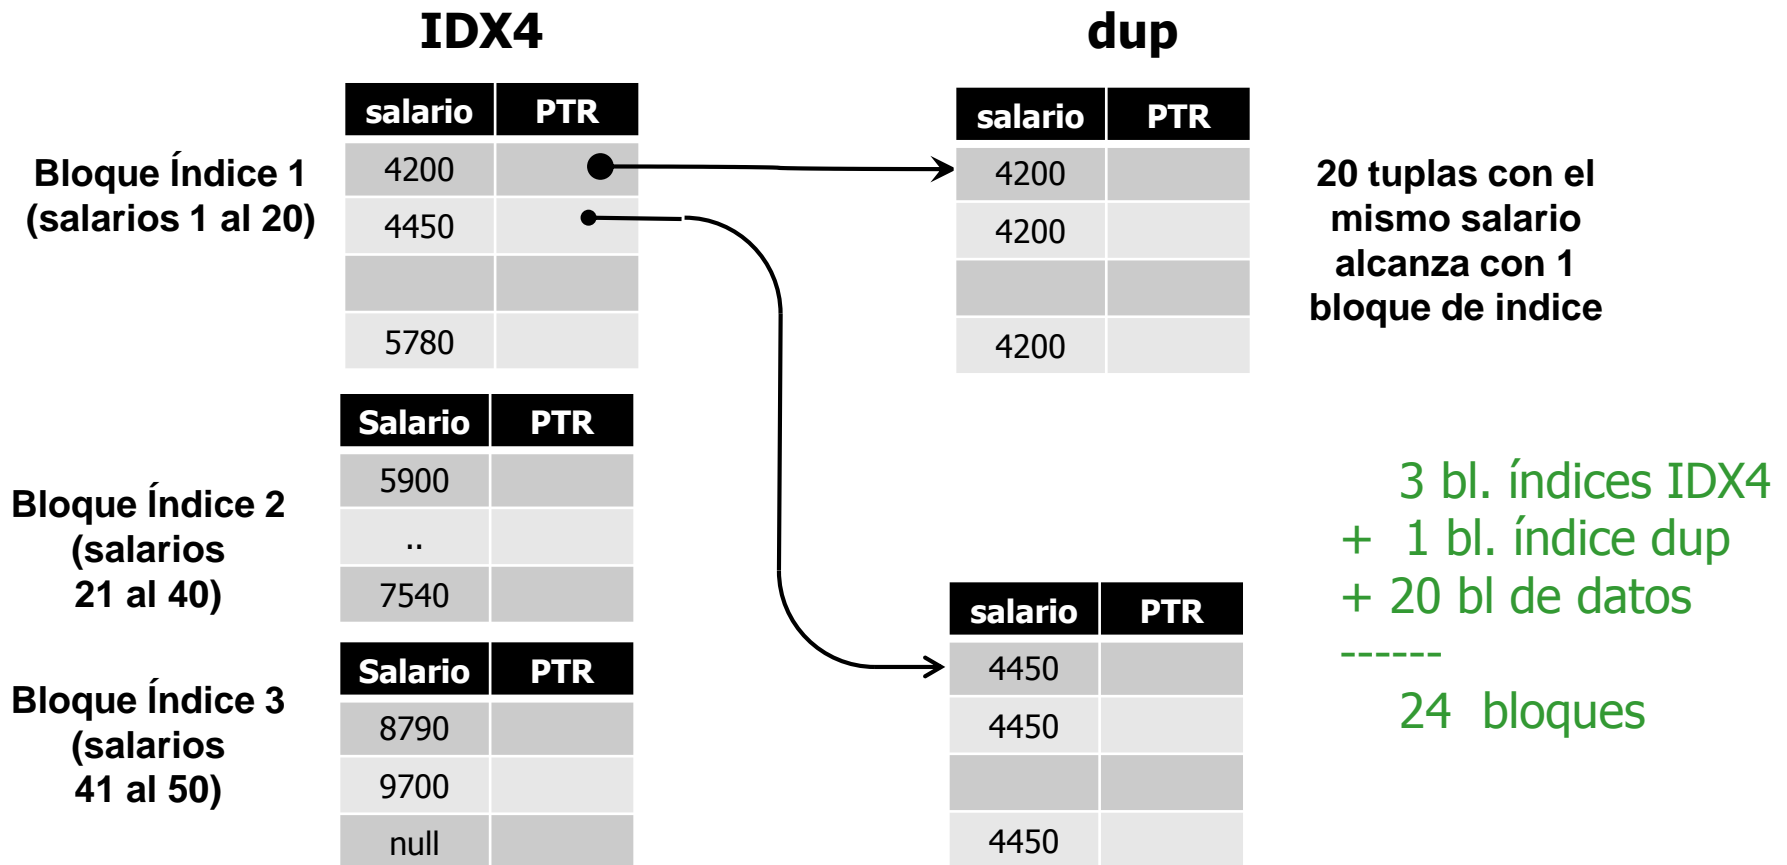 IDX4
dup
Bloque Índice 1
(salarios 1 al 20)
salario PTR
4200
4450
5780
salario PTR
4200
4200
4200
20 tuplas con el
mismo salario
alcanza con 1
bloque de indice
Bloque Índice 2
(salarios
21 al 40)
Salario PTR
5900
..
7540
Bloque Índice 3
(salarios
41 al 50)
Salario PTR
8790
9700
null
salario PTR
4450
4450
4450
3 bl. índices IDX4
+ 1 bl. índice dup
+ 20 bl de datos
------
24 bloques